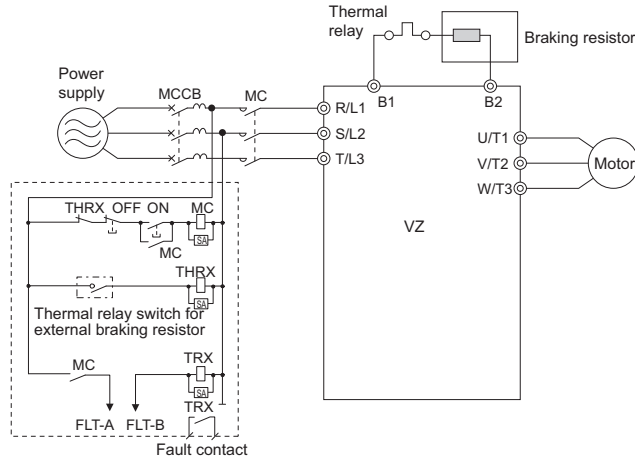 Thermal
relay
Braking resistor
Power
supply
MCCB
MC
B1
B2
R/L1
S/L2
T/L3
U/T1
V/T2
W/T3
Motor
VZ
THRX
OFF
ON
MC
SA
MC
THRX
SA
Thermal relay switch for
external braking resistor
MC
TRX
SA
TRX
FLT-A
FLT-B
Fault contact